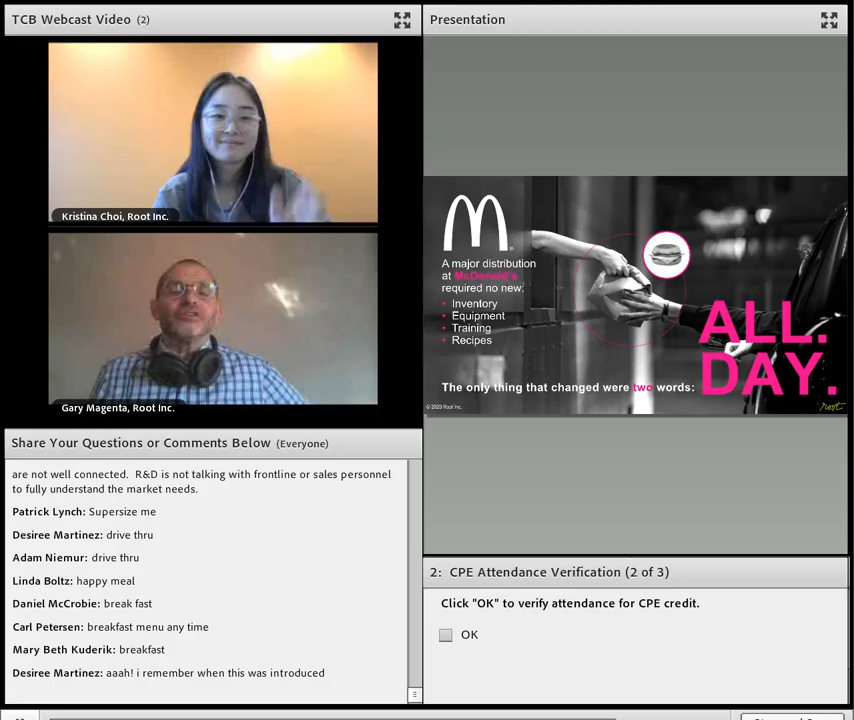 TCB Webcast Video (2)
Kristina Choi, Root Inc.
Gary Magenta, Root Inc.
Share Your Questions or Comments Below (Everyone)
are not well connected. R&D is not talking with frontline or sales personnel
to fully understand the market needs.
Patrick Lynch: Supersize me
Desiree Martinez: drive thru
Adam Niemur: drive thru
Linda Boltz: happy meal
Daniel McCrobie: break fast
Carl Petersen: breakfast menu any time
Mary Beth Kuderik: breakfast
Desiree Martinez: aaah! i remember when this was introduced
Presentation
A major distribution
at McDonald's
required no new:
• Inventory
• Equipment
• Training
• Recipes
The only thing that changed were two words:
ALL.
DAY.
© 2023 Root Inc.
root
2: CPE Attendance Verification (2 of 3)
Click "OK" to verify attendance for CPE credit.
OK